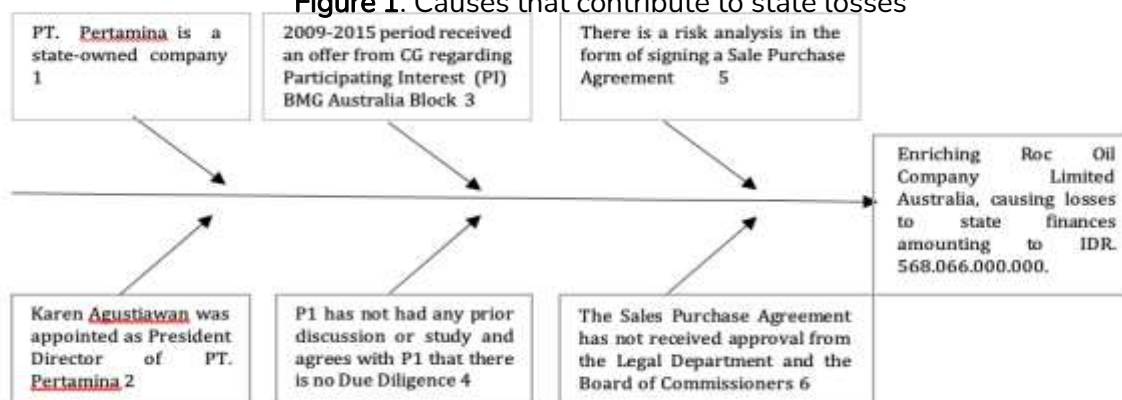 Figure 1. Causes that contribute to state losses
PT. Pertamina is a
state-owned company
1
2009-2015 period received
an offer from CG regarding
Participating Interest (PI)
BMG Australia Block 3
There is a risk analysis in the
form of signing a Sale Purchase
Agreement 5
Enriching Roc Oil
Company Limited
Australia, causing losses
to state finances
amounting to IDR.
568.066.000.000.
Karen Agustiawan was
appointed as President
Director of PT.
Pertamina 2
P1 has not had any prior
discussion or study and
agrees with P1 that there
is no Due Diligence 4
The Sales Purchase Agreement
has not received approval from
the Legal Department and the
Board of Commissioners 6